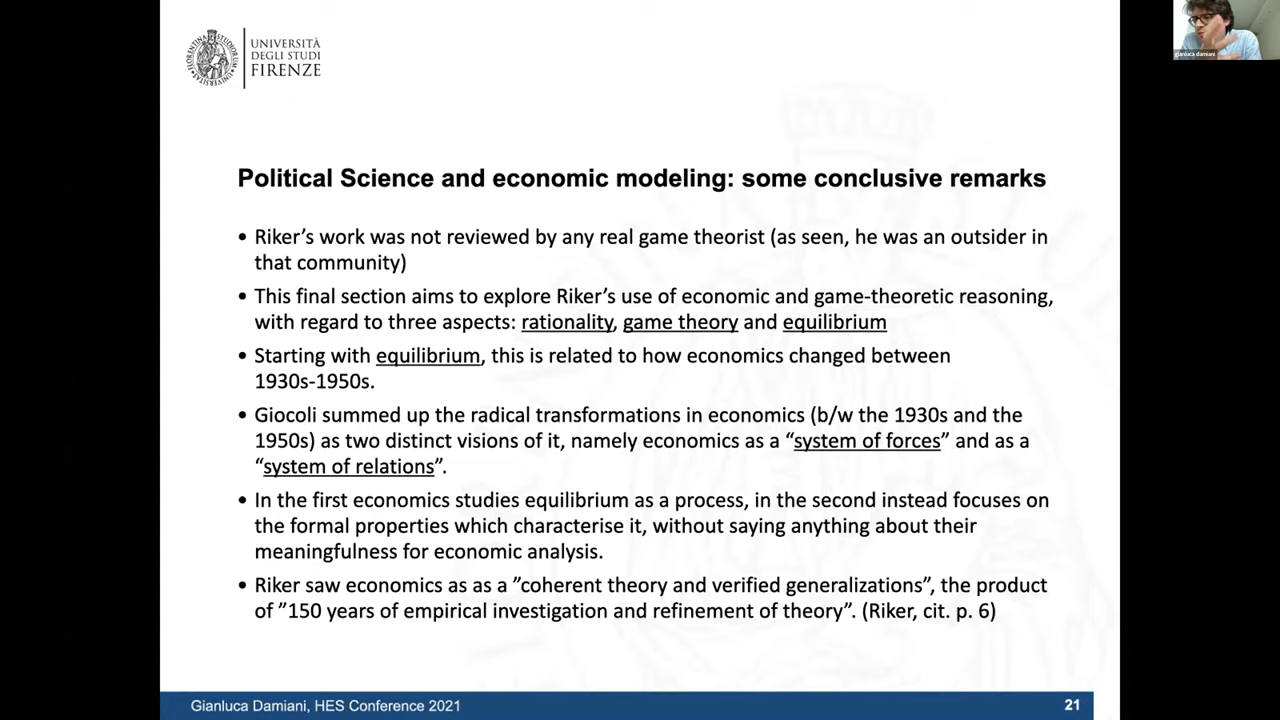 UNIVERSITÀ
DEGLI STUDI
FIRENZE
gianluca damiani
Political Science and economic modeling: some conclusive remarks
• Riker's work was not reviewed by any real game theorist (as seen, he was an outsider in
that community)
• This final section aims to explore Riker's use of economic and game-theoretic reasoning,
with regard to three aspects: rationality, game theory and equilibrium
• Starting with equilibrium, this is related to how economics changed between
1930s-1950s.
• Giocoli summed up the radical transformations in economics (b/w the 1930s and the
1950s) as two distinct visions of it, namely economics as a “system of forces” and as a
“system of relations”.
• In the first economics studies equilibrium as a process, in the second instead focuses on
the formal properties which characterise it, without saying anything about their
meaningfulness for economic analysis.
• Riker saw economics as as a ”coherent theory and verified generalizations”, the product
of ”150 years of empirical investigation and refinement of theory”. (Riker, cit. p. 6)
Gianluca Damiani, HES Conference 2021
21